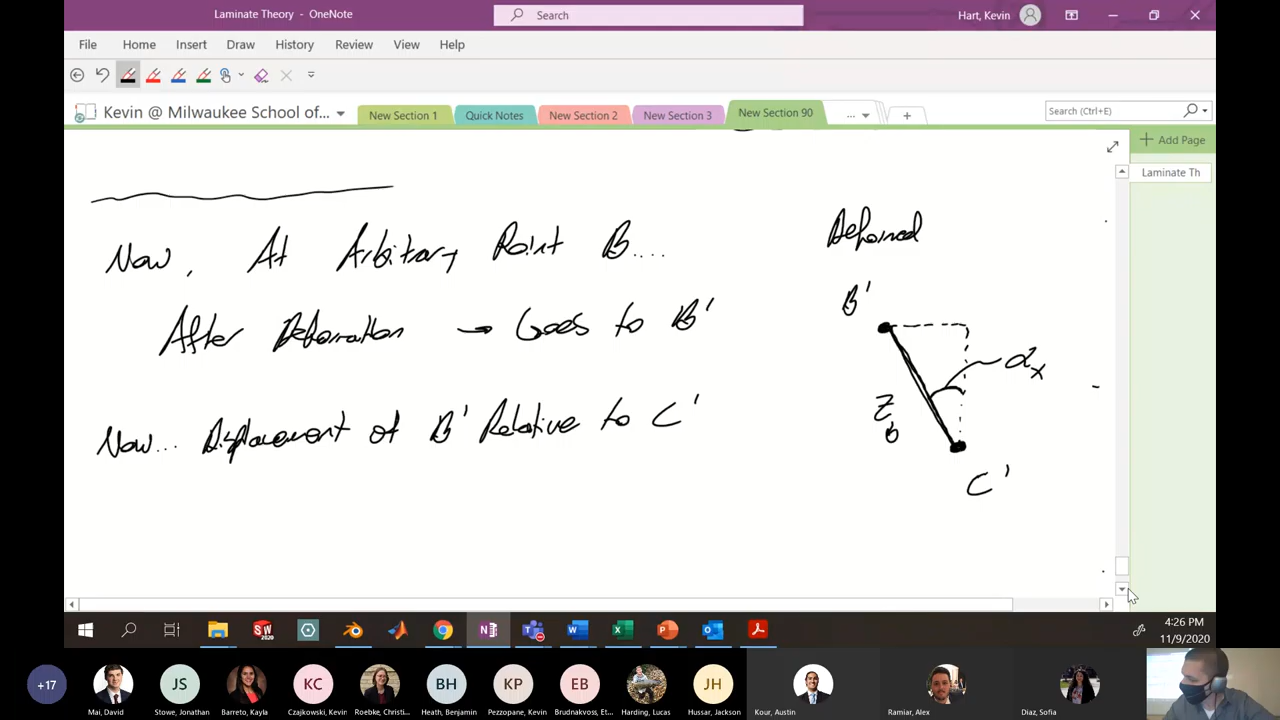 Laminate Theory - OneNote
Search
Hart, Kevin
File Home Insert Draw History Review View Help
Kevin @ Milwaukee School of...
New Section 1
Quick Notes
New Section 2
New Section 3
New Section 90
...
Search (Ctrl+E)
Add Page
Laminate Th
Now, At Arbitrary Point B....
After Deformation → Goes to B'
Now... Displacement of B' Relative to C'
Deformed
B'
αx
Zb
C'
SW
2020
4:26 PM
11/9/2020
+17
JS
KC
BH
KP
EB
JH
Mai, David
Stowe, Jonathan
Barreto, Kayla
Czajkowski, Kevin
Roebke, Christi...
Heath, Benjamin
Pezzopane, Kevin
Brudnakvoss, Et...
Harding, Lucas
Hussar, Jackson
Kour, Austin
Ramiar, Alex
Diaz, Sofia